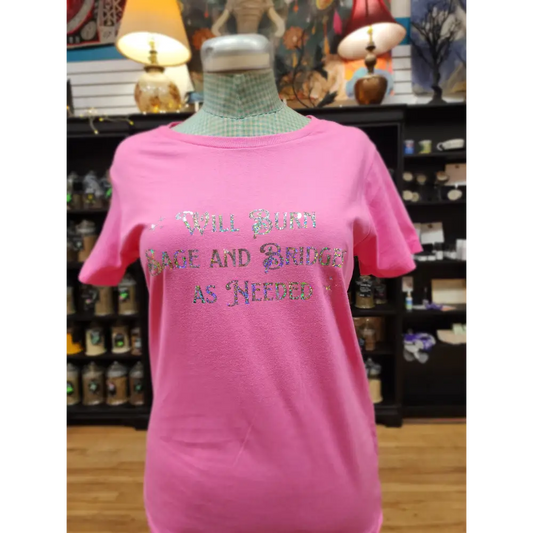 Will Burn
Sage and Bridges
as Needed